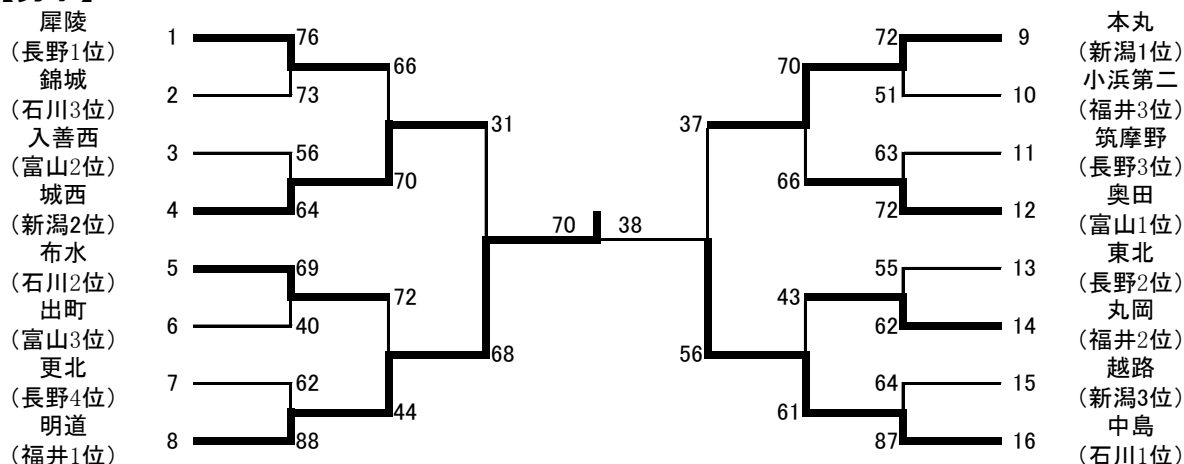 犀陵 本丸
1 76 72 9
(長野1位) (新潟1位)
66 70
錦城 小浜第二
2 73 51 10
(石川3位) (福井3位)
31 37
入善西 筑摩野
3 56 63 11
(富山2位) (長野3位)
70 66
城西 奥田
4 64 72 12
(新潟2位) (富山1位)
70 38
布水 東北
5 69 55 13
(石川2位) (長野2位)
72 43
出町 丸岡
6 40 62 14
(富山3位) (福井2位)
68 56
更北 越路
7 62 64 15
(長野4位) (新潟3位)
44 61
明道 中島
8 88 87 16
(福井1位) (石川1位)